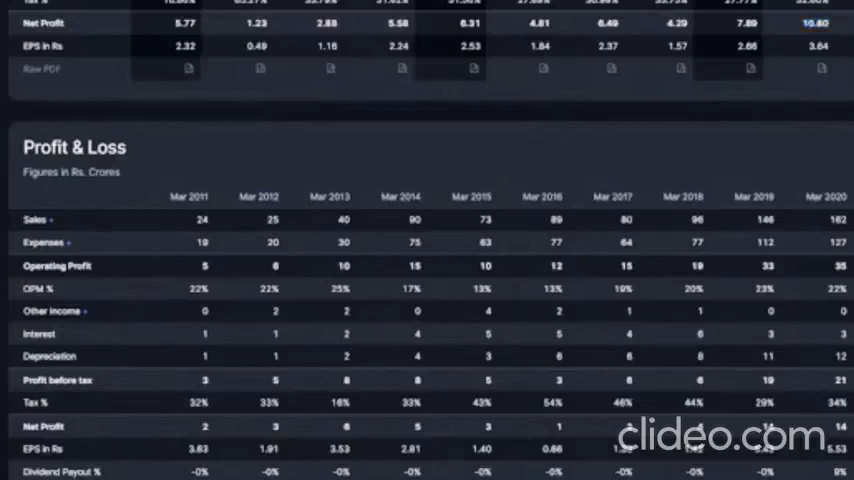 Net Profit 5.77 1.23 2.88 5.58 6.31 4.81 6.49 4.29 7.89 10.80
EPS in Rs 2.32 0.49 1.16 2.24 2.53 1.84 2.37 1.57 2.66 3.64
Raw PDF
Profit & Loss
Figures in Rs. Crores
Mar 2011 Mar 2012 Mar 2013 Mar 2014 Mar 2015 Mar 2016 Mar 2017 Mar 2018 Mar 2019 Mar 2020
Sales + 24 25 40 90 73 89 80 96 146 162
Expenses + 19 20 30 75 63 77 64 77 112 127
Operating Profit 5 6 10 15 10 12 15 19 33 35
OPM % 22% 22% 25% 17% 13% 13% 19% 20% 23% 22%
Other Income + 0 2 2 0 4 2 1 1 0 0
Interest 1 1 2 4 5 5 4 6 3 3
Depreciation 1 1 2 4 3 6 6 8 11 12
Profit before tax 3 5 8 8 5 3 6 6 19 21
Tax % 32% 33% 16% 33% 43% 54% 46% 44% 29% 34%
Net Profit 2 3 6 5 3 1 14
EPS in Rs 3.63 1.91 3.53 2.81 1.40 0.66 5.53
Dividend Payout % -0% -0% -0% -0% -0% -0% -0% -0% -0% 9%
clideo.com